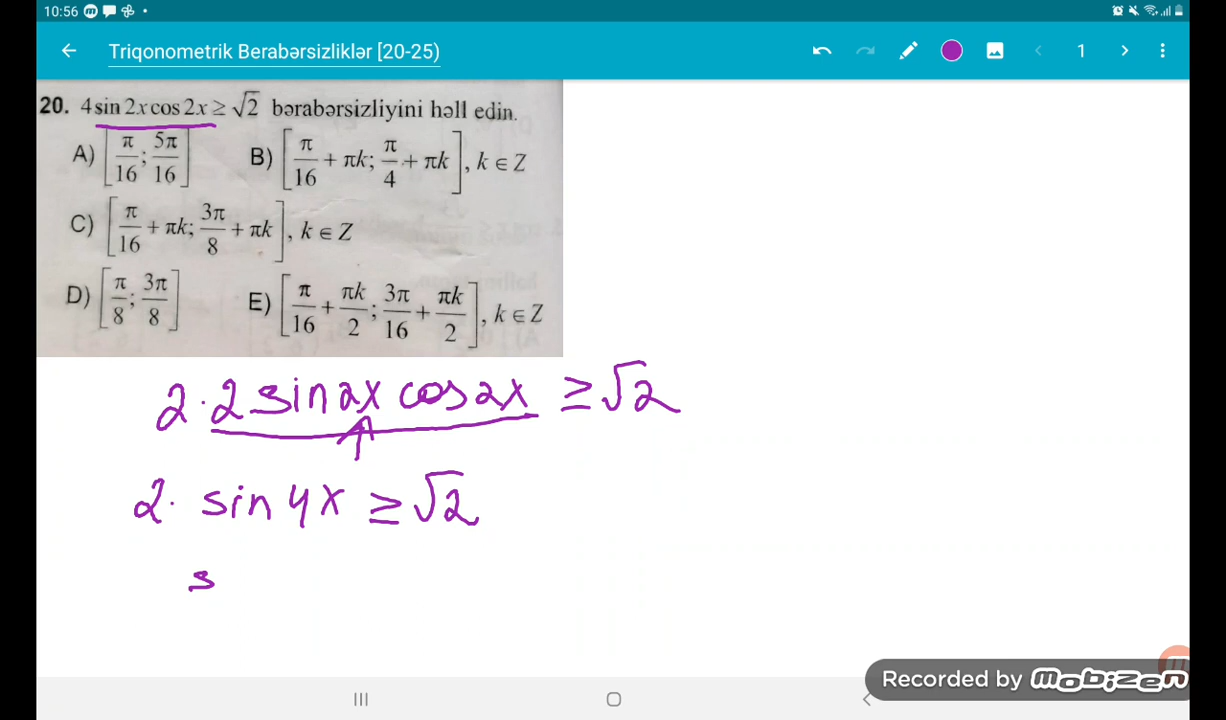 10:56
Triqonometrik Berabərsizliklər [20-25]
1
20. 4 sin 2x cos 2x ≥ √2 bərabərsizliyini həll edin.
A) [π/16; 5π/16] B) [π/16 + πk; π/4 + πk], k ∈ Z
C) [π/16 + πk; 3π/8 + πk], k ∈ Z
D) [π/8; 3π/8] E) [π/16 + πk/2; 3π/16 + πk/2], k ∈ Z
2 · 2 sin 2x cos 2x ≥ √2
2 · sin 4x ≥ √2
s
Recorded by mobizen